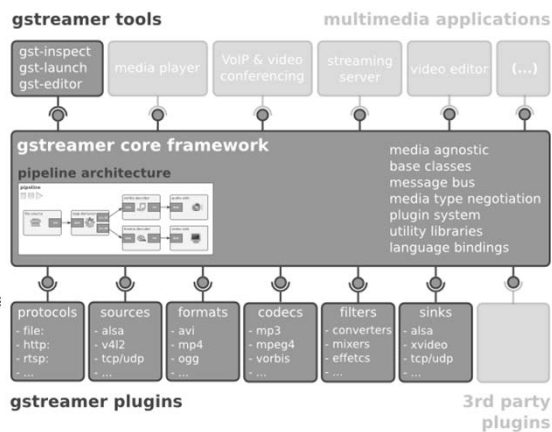 gstreamer tools
multimedia applications
gst-inspect
gst-launch
gst-editor
media player
VoIP & video
conferencing
streaming
server
video editor
(...)
gstreamer core framework
pipeline architecture
pipeline
media agnostic
base classes
message bus
media type negotiation
plugin system
utility libraries
language bindings
protocols
- file:
- http:
- rtsp:
- ...
sources
- alsa
- v4l2
- tcp/udp
- ...
formats
- avi
- mp4
- ogg
- ...
codecs
- mp3
- mpeg4
- vorbis
- ...
filters
- converters
- mixers
- effetcs
- ...
sinks
- alsa
- xvideo
- tcp/udp
- ...
gstreamer plugins
3rd party
plugins